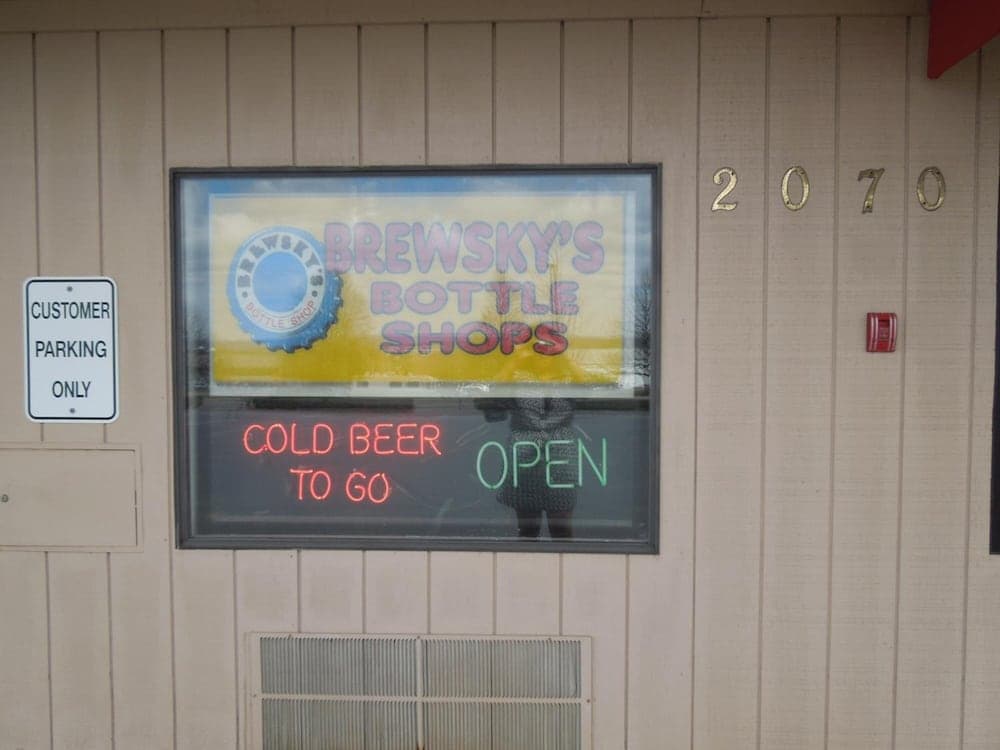 BREWSKY'S
BOTTLE SHOP
BREWSKY'S
BOTTLE
SHOPS
2070
CUSTOMER
PARKING
ONLY
COLD BEER
TO GO
OPEN